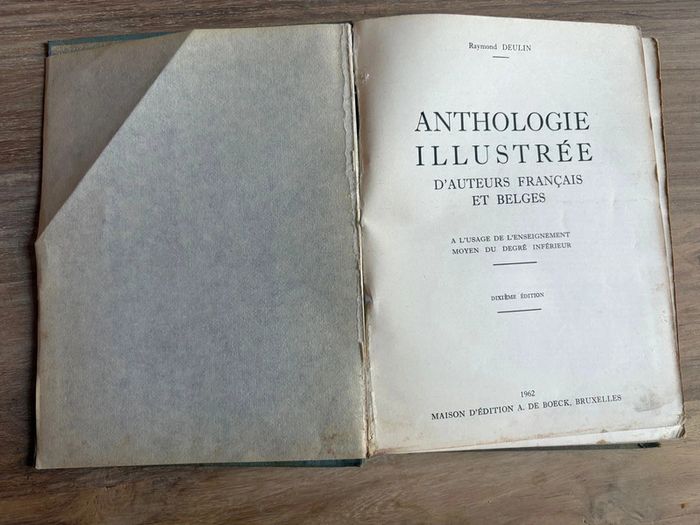 Raymond DEULIN
ANTHOLOGIE
ILLUSTRÉE
D'AUTEURS FRANÇAIS
ET BELGES
A L'USAGE DE L'ENSEIGNEMENT
MOYEN DU DEGRÉ INFÉRIEUR
DIXIÈME ÉDITION
1962
MAISON D'ÉDITION A. DE BOECK, BRUXELLES